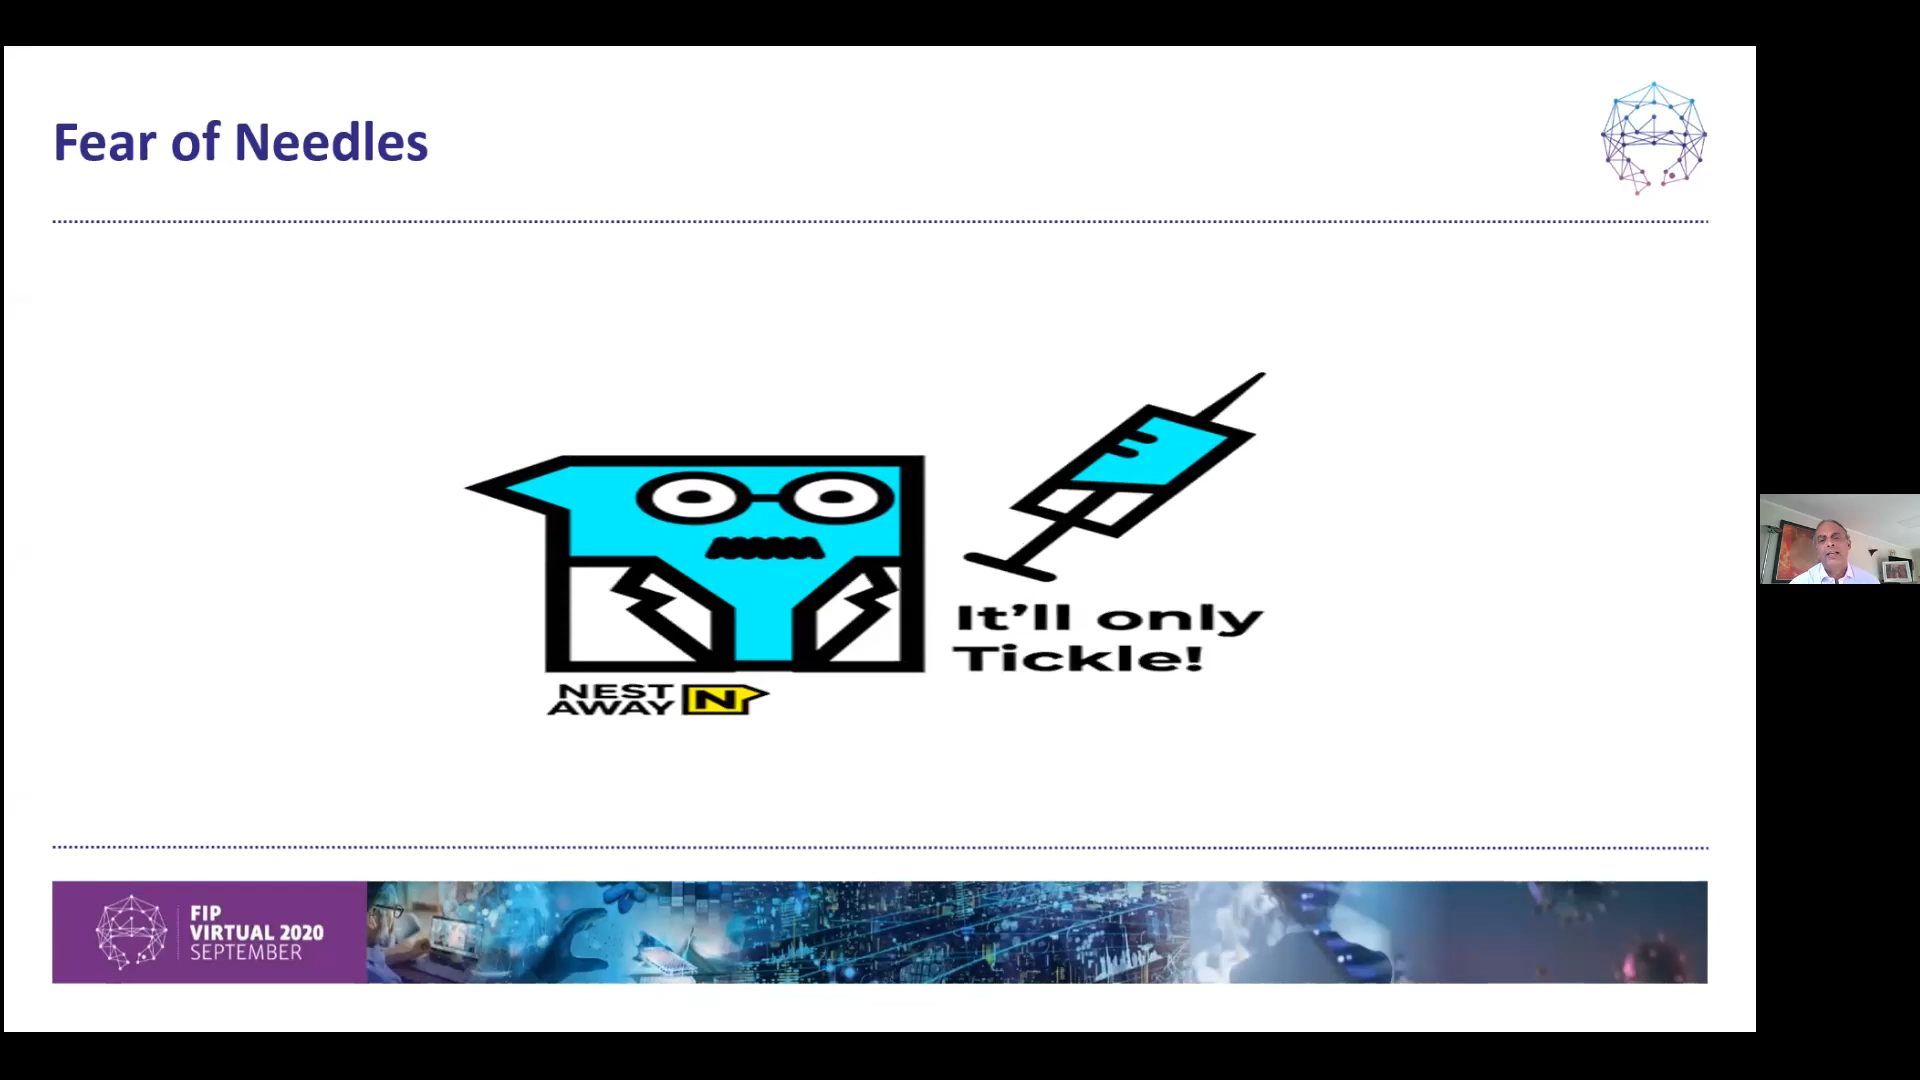 Fear of Needles
It'll only
Tickle!
NEST
AWAY N
FIP
VIRTUAL 2020
SEPTEMBER